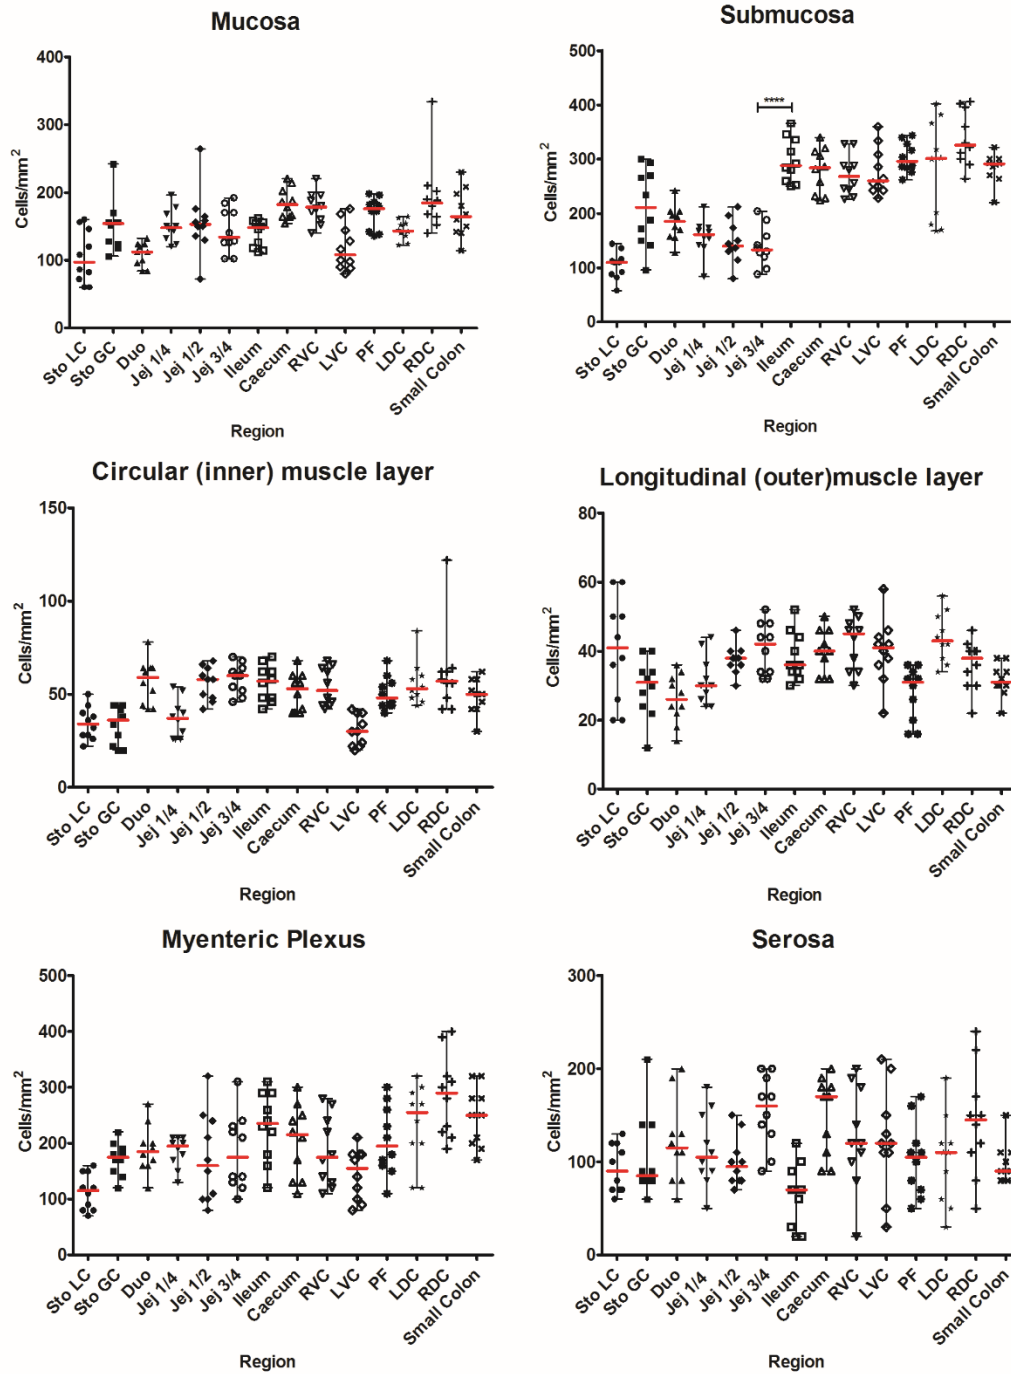 Mucosa
Cells/mm²
400
300
200
100
0
Sto LC
Sto GC
Duo
Jej 1/4
Jej 1/2
Jej 3/4
Ileum
Caecum
RVC
LVC
PF
LDC
RDC
Small Colon
Region
Submucosa
Cells/mm²
500
400
300
200
100
0
****
Sto LC
Sto GC
Duo
Jej 1/4
Jej 1/2
Jej 3/4
Ileum
Caecum
RVC
LVC
PF
LDC
RDC
Small Colon
Region
Circular (inner) muscle layer
Cells/mm²
150
100
50
0
Sto LC
Sto GC
Duo
Jej 1/4
Jej 1/2
Jej 3/4
Ileum
Caecum
RVC
LVC
PF
LDC
RDC
Small Colon
Region
Longitudinal (outer)muscle layer
Cells/mm²
80
60
40
20
0
Sto LC
Sto GC
Duo
Jej 1/4
Jej 1/2
Jej 3/4
Ileum
Caecum
RVC
LVC
PF
LDC
RDC
Small Colon
Region
Myenteric Plexus
Cells/mm²
500
400
300
200
100
0
Sto LC
Sto GC
Duo
Jej 1/4
Jej 1/2
Jej 3/4
Ileum
Caecum
RVC
LVC
PF
LDC
RDC
Small Colon
Region
Serosa
Cells/mm²
300
200
100
0
Sto LC
Sto GC
Duo
Jej 1/4
Jej 1/2
Jej 3/4
Ileum
Caecum
RVC
LVC
PF
LDC
RDC
Small Colon
Region